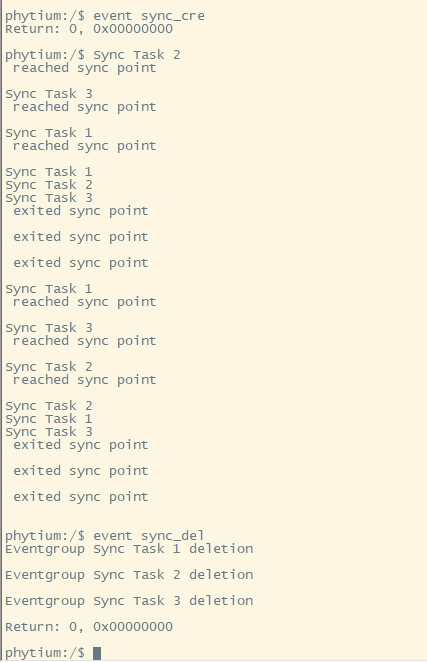 phytium:/$ event sync_cre
Return: 0, 0x00000000
phytium:/$ Sync Task 2
reached sync point
Sync Task 3
reached sync point
Sync Task 1
reached sync point
Sync Task 1
Sync Task 2
Sync Task 3
exited sync point
exited sync point
exited sync point
Sync Task 1
reached sync point
Sync Task 3
reached sync point
Sync Task 2
reached sync point
Sync Task 2
Sync Task 1
Sync Task 3
exited sync point
exited sync point
exited sync point
phytium:/$ event sync_del
Eventgroup Sync Task 1 deletion
Eventgroup Sync Task 2 deletion
Eventgroup Sync Task 3 deletion
Return: 0, 0x00000000
phytium:/$